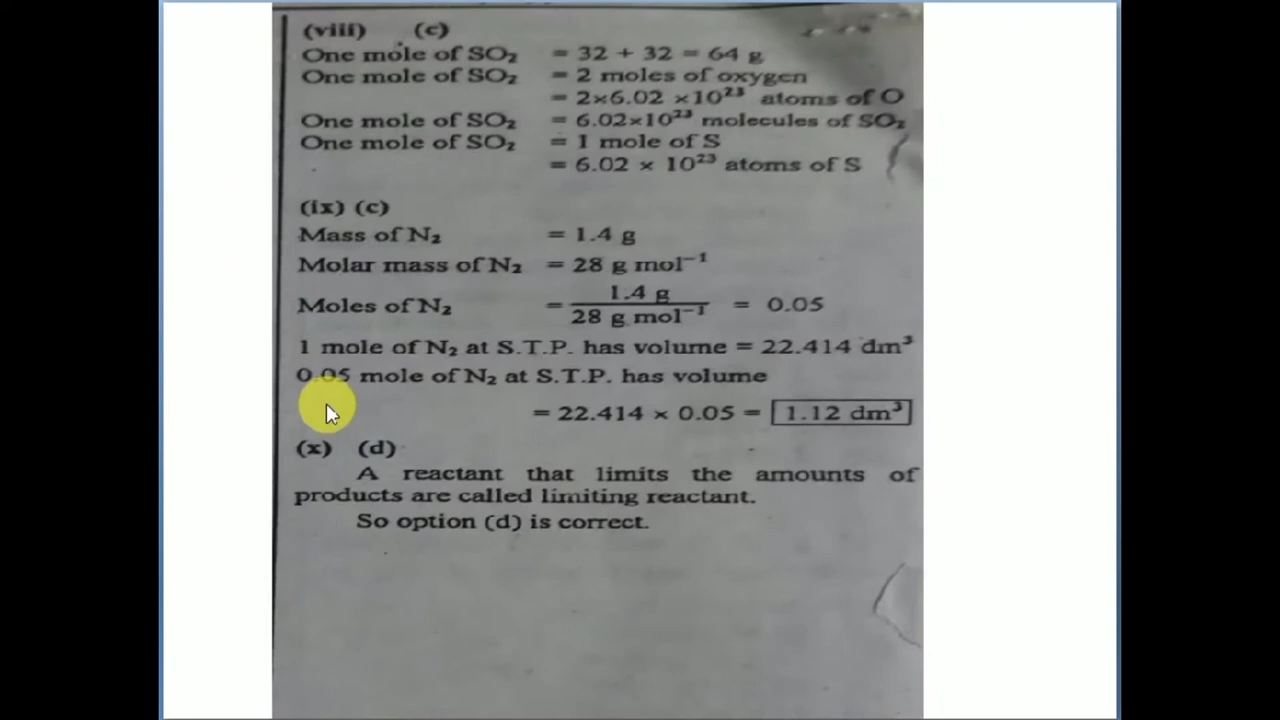 (viii) (c)
One mole of SO₂ = 32 + 32 = 64 g
One mole of SO₂ = 2 moles of oxygen
= 2×6.02 ×10²³ atoms of O
One mole of SO₂ = 6.02×10²³ molecules of SO₂
One mole of SO₂ = 1 mole of S
= 6.02 × 10²³ atoms of S
(ix) (c)
Mass of N₂ = 1.4 g
Molar mass of N₂ = 28 g mol⁻¹
Moles of N₂ = 1.4 g / 28 g mol⁻¹ = 0.05
1 mole of N₂ at S.T.P. has volume = 22.414 dm³
0.05 mole of N₂ at S.T.P. has volume
= 22.414 × 0.05 = 1.12 dm³
(x) (d)
A reactant that limits the amounts of
products are called limiting reactant.
So option (d) is correct.